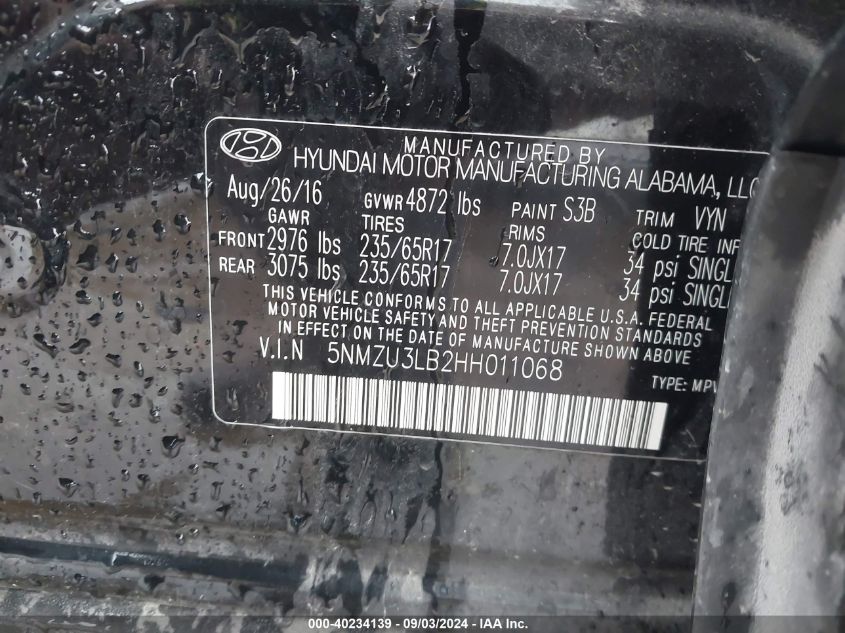 MANUFACTURED BY
HYUNDAI MOTOR MANUFACTURING ALABAMA, LLC
Aug/26/16 GVWR 4872 lbs PAINT S3B TRIM VYN
GAWR TIRES RIMS COLD TIRE INF
FRONT 2976 lbs 235/65R17 7.0JX17 34 psi SINGL
REAR 3075 lbs 235/65R17 7.0JX17 34 psi SINGL
THIS VEHICLE CONFORMS TO ALL APPLICABLE U.S.A. FEDERAL
MOTOR VEHICLE SAFETY AND THEFT PREVENTION STANDARDS
IN EFFECT ON THE DATE OF MANUFACTURE SHOWN ABOVE.
V.I.N 5NMZU3LB2HH011068
TYPE: MPV
000-40234139 - 09/03/2024 - IAA Inc.